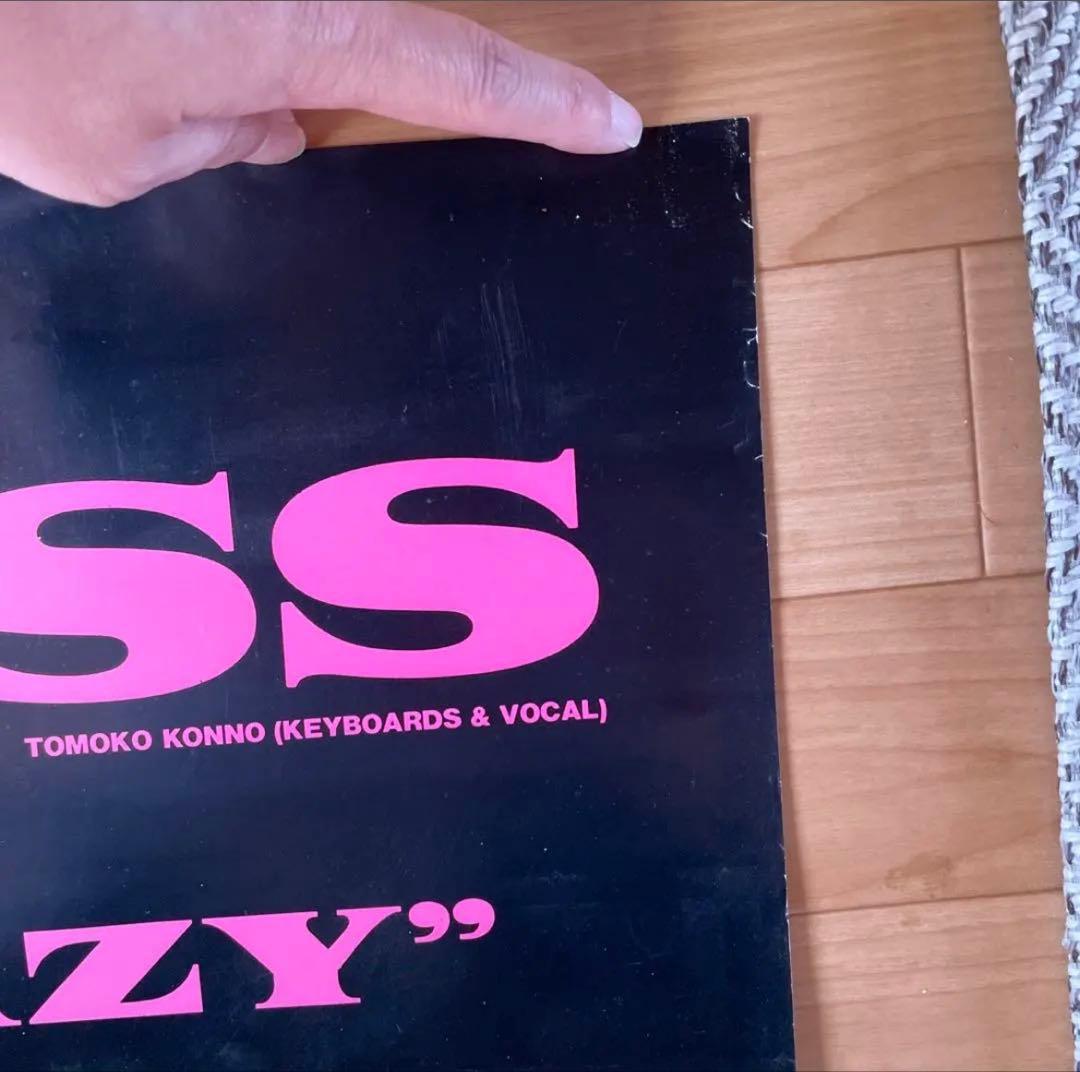 SS
TOMOKO KONNO (KEYBOARDS & VOCAL)
ZY”